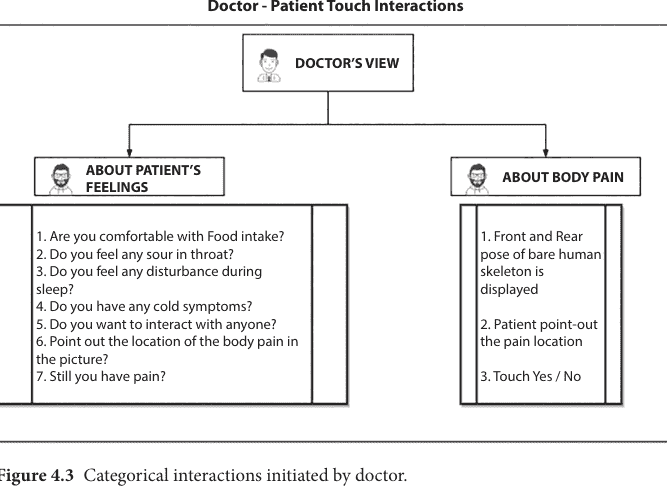 Doctor - Patient Touch Interactions
DOCTOR'S VIEW
ABOUT PATIENT'S
FEELINGS
1. Are you comfortable with Food intake?
2. Do you feel any sour in throat?
3. Do you feel any disturbance during
sleep?
4. Do you have any cold symptoms?
5. Do you want to interact with anyone?
6. Point out the location of the body pain in
the picture?
7. Still you have pain?
ABOUT BODY PAIN
1. Front and Rear
pose of bare human
skeleton is
displayed
2. Patient point-out
the pain location
3. Touch Yes / No
Figure 4.3 Categorical interactions initiated by doctor.